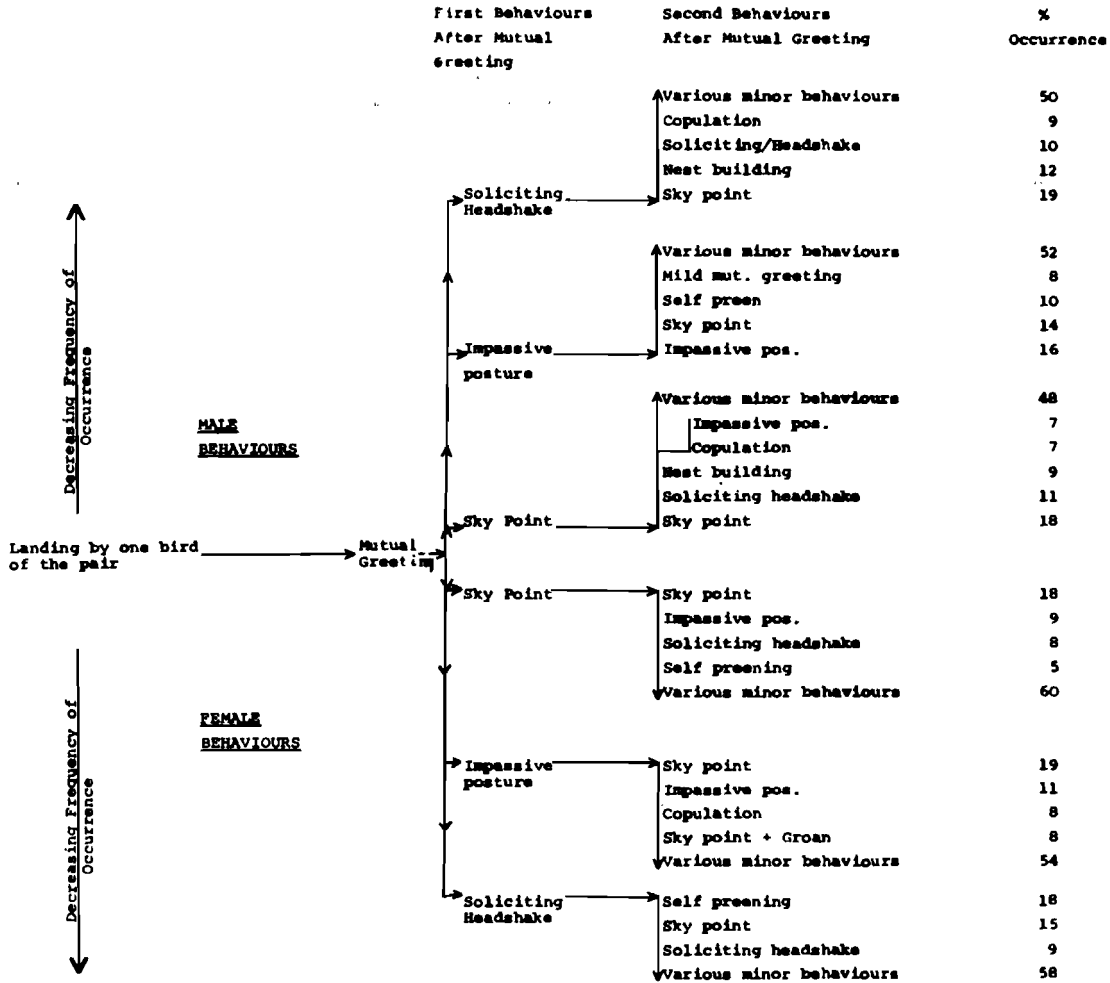 First Behaviours Second Behaviours %
After Mutual After Mutual Greeting Occurrence
Greeting
Various minor behaviours 50
Copulation 9
Soliciting/Headshake 10
Nest building 12
Soliciting Sky point 19
Headshake
Various minor behaviours 52
Mild mut. greeting 8
Self preen 10
Sky point 14
Impassive Impassive pos. 16
posture
Various minor behaviours 48
Impassive pos. 7
Copulation 7
Nest building 9
Soliciting headshake 11
Sky Point Sky point 18
Decreasing Frequency of
Occurrence
MALE
BEHAVIOURS
Landing by one bird Mutual
of the pair Greeting
Sky Point Sky point 18
Impassive pos. 9
Soliciting headshake 8
Self preening 5
Various minor behaviours 60
FEMALE
BEHAVIOURS
Decreasing Frequency of
Occurrence
Impassive Sky point 19
posture
Impassive pos. 11
Copulation 8
Sky point + Groan 8
Various minor behaviours 54
Soliciting Self preening 18
Headshake
Sky point 15
Soliciting headshake 9
Various minor behaviours 58